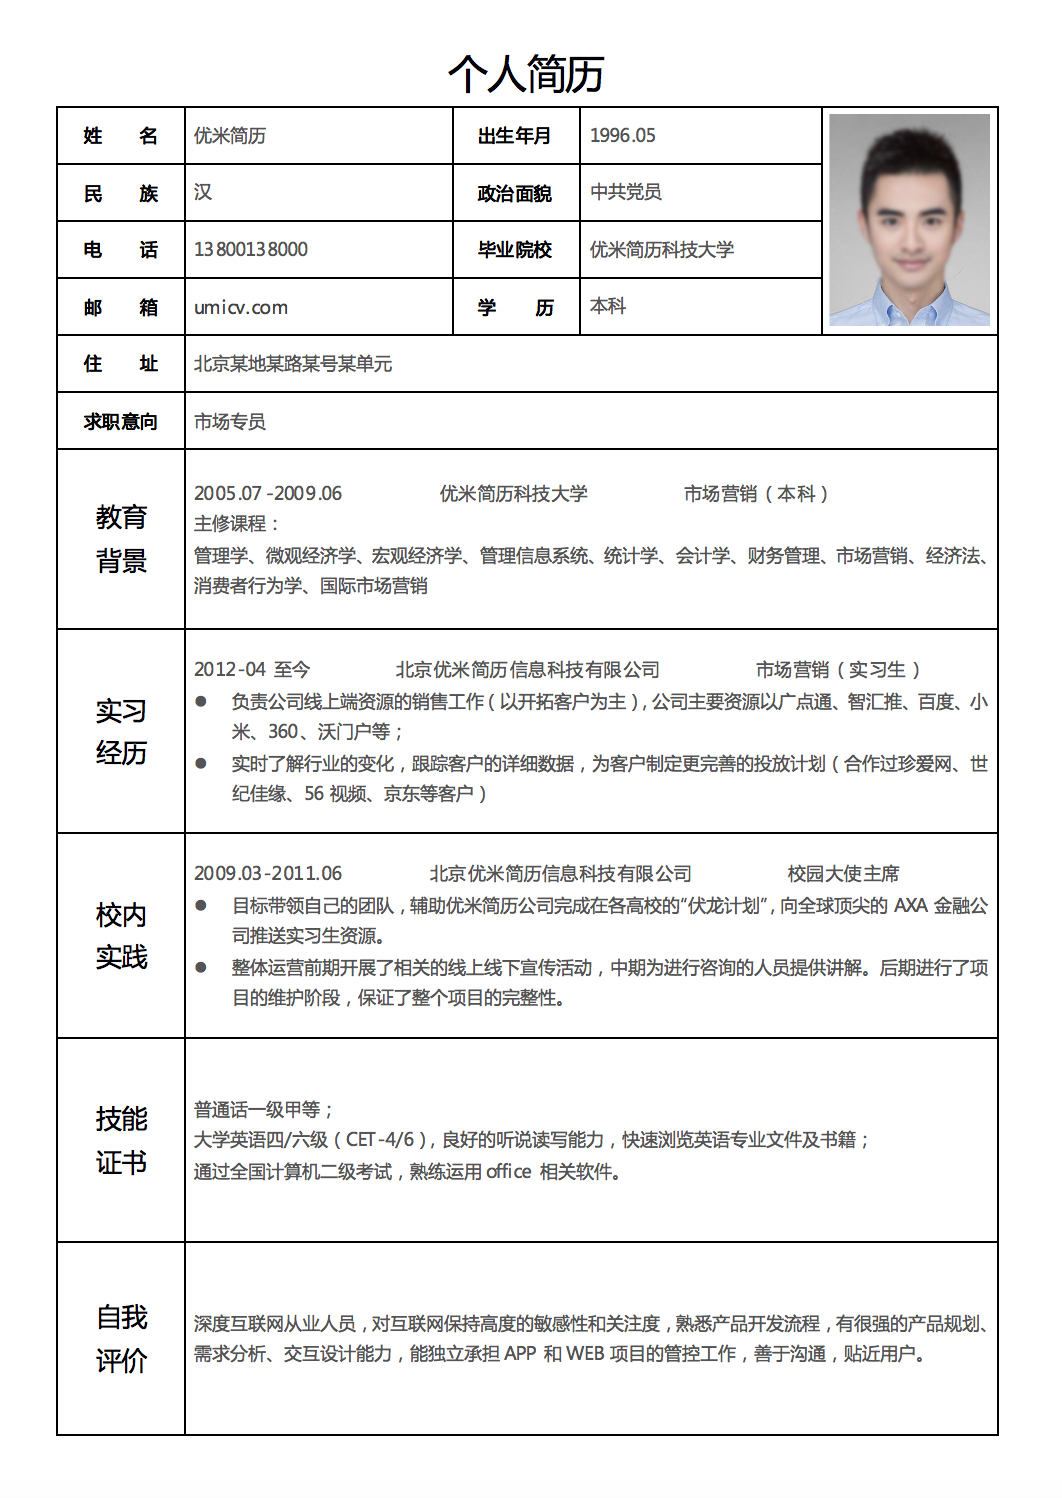 个人简历
姓 名 优米简历 出生年月 1996.05
民 族 汉 政治面貌 中共党员
电 话 13800138000 毕业院校 优米简历科技大学
邮 箱 umicv.com 学 历 本科
住 址 北京某地某路某号某单元
求职意向 市场专员
教育
背景
2005.07-2009.06 优米简历科技大学 市场营销（本科）
主修课程：
管理学、微观经济学、宏观经济学、管理信息系统、统计学、会计学、财务管理、市场营销、经济法、
消费者行为学、国际市场营销
实习
经历
2012-04 至今 北京优米简历信息科技有限公司 市场营销（实习生）
● 负责公司线上端资源的销售工作（以开拓客户为主），公司主要资源以广点通、智汇推、百度、小
米、360、沃门户等；
● 实时了解行业的变化，跟踪客户的详细数据，为客户制定更完善的投放计划（合作过珍爱网、世
纪佳缘、56 视频、京东等客户）
校内
实践
2009.03-2011.06 北京优米简历信息科技有限公司 校园大使主席
● 目标带领自己的团队，辅助优米简历公司完成在各高校的“伏龙计划”，向全球顶尖的 AXA 金融公
司推送实习生资源。
● 整体运营前期开展了相关的线上线下宣传活动，中期为进行咨询的人员提供讲解。后期进行了项
目的维护阶段，保证了整个项目的完整性。
技能
证书
普通话一级甲等；
大学英语四/六级（CET-4/6），良好的听说读写能力，快速浏览英语专业文件及书籍；
通过全国计算机二级考试，熟练运用 office 相关软件。
自我
评价
深度互联网从业人员，对互联网保持高度的敏感性和关注度，熟悉产品开发流程，有很强的产品规划、
需求分析、交互设计能力，能独立承担 APP 和 WEB 项目的管控工作，善于沟通，贴近用户。